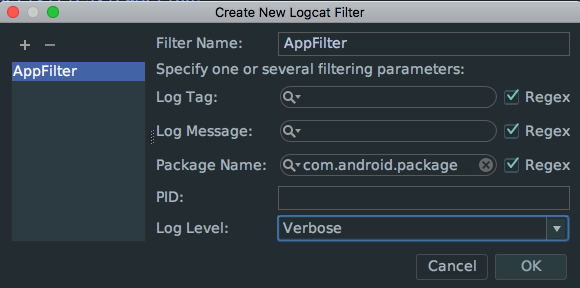 Create New Logcat Filter
Filter Name: AppFilter
AppFilter
Specify one or several filtering parameters:
Log Tag: Regex
Log Message: Regex
Package Name: com.android.package Regex
PID:
Log Level: Verbose
Cancel OK